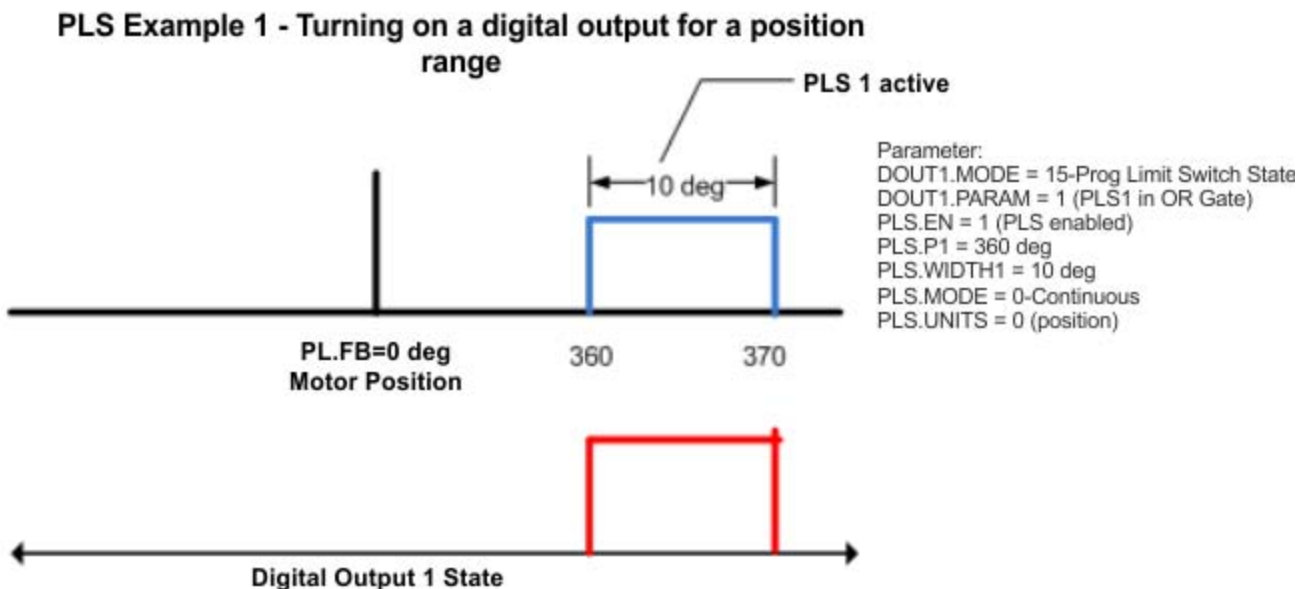 PLS Example 1 - Turning on a digital output for a position
range
PLS 1 active
10 deg
Parameter:
DOUT1.MODE = 15-Prog Limit Switch State
DOUT1.PARAM = 1 (PLS1 in OR Gate)
PLS.EN = 1 (PLS enabled)
PLS.P1 = 360 deg
PLS.WIDTH1 = 10 deg
PLS.MODE = 0-Continuous
PLS.UNITS = 0 (position)
PL.FB=0 deg
Motor Position
360
370
Digital Output 1 State